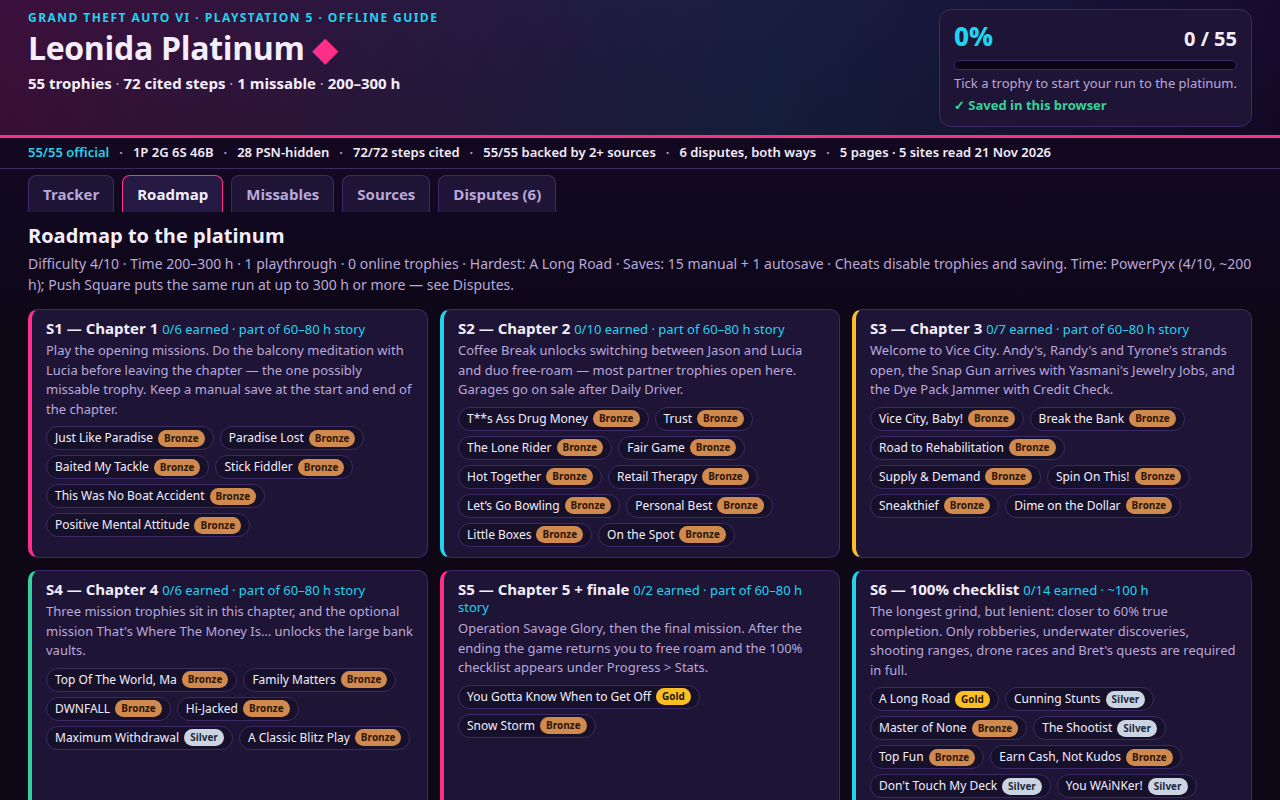 GRAND THEFT AUTO VI · PLAYSTATION 5 · OFFLINE GUIDE
Leonida Platinum
55 trophies · 72 cited steps · 1 missable · 200–300 h
0%
0 / 55
Tick a trophy to start your run to the platinum.
✓ Saved in this browser
55/55 official · 1P 2G 6S 46B · 28 PSN-hidden · 72/72 steps cited · 55/55 backed by 2+ sources · 6 disputes, both ways · 5 pages · 5 sites read 21 Nov 2026
Tracker
Roadmap
Missables
Sources
Disputes (6)
Roadmap to the platinum
Difficulty 4/10 · Time 200–300 h · 1 playthrough · 0 online trophies · Hardest: A Long Road · Saves: 15 manual + 1 autosave · Cheats disable trophies and saving. Time: PowerPyx (4/10, ~200
h); Push Square puts the same run at up to 300 h or more — see Disputes.
S1 — Chapter 1 0/6 earned · part of 60–80 h story
Play the opening missions. Do the balcony meditation with
Lucia before leaving the chapter — the one possibly
missable trophy. Keep a manual save at the start and end of
the chapter.
Just Like Paradise Bronze
Paradise Lost Bronze
Baited My Tackle Bronze
Stick Fiddler Bronze
This Was No Boat Accident Bronze
Positive Mental Attitude Bronze
S2 — Chapter 2 0/10 earned · part of 60–80 h story
Coffee Break unlocks switching between Jason and Lucia
and duo free-roam — most partner trophies open here.
Garages go on sale after Daily Driver.
T**s Ass Drug Money Bronze
Trust Bronze
The Lone Rider Bronze
Fair Game Bronze
Hot Together Bronze
Retail Therapy Bronze
Let's Go Bowling Bronze
Personal Best Bronze
Little Boxes Bronze
On the Spot Bronze
S3 — Chapter 3 0/7 earned · part of 60–80 h story
Welcome to Vice City. Andy's, Randy's and Tyrone's strands
open, the Snap Gun arrives with Yasmani's Jewelry Jobs, and
the Dye Pack Jammer with Credit Check.
Vice City, Baby! Bronze
Break the Bank Bronze
Road to Rehabilitation Bronze
Supply & Demand Bronze
Spin On This! Bronze
Sneakthief Bronze
Dime on the Dollar Bronze
S4 — Chapter 4 0/6 earned · part of 60–80 h story
Three mission trophies sit in this chapter, and the optional
mission That's Where The Money Is... unlocks the large bank
vaults.
Top Of The World, Ma Bronze
Family Matters Bronze
DWNFALL Bronze
Hi-Jacked Bronze
Maximum Withdrawal Silver
A Classic Blitz Play Bronze
S5 — Chapter 5 + finale 0/2 earned · part of 60–80 h
story
Operation Savage Glory, then the final mission. After the
ending the game returns you to free roam and the 100%
checklist appears under Progress > Stats.
You Gotta Know When to Get Off Gold
Snow Storm Bronze
S6 — 100% checklist 0/14 earned · ~100 h
The longest grind, but lenient: closer to 60% true
completion. Only robberies, underwater discoveries,
shooting ranges, drone races and Bret's quests are required
in full.
A Long Road Gold
Cunning Stunts Silver
Master of None Bronze
The Shootist Silver
Top Fun Bronze
Earn Cash, Not Kudos Bronze
Don't Touch My Deck Silver
You WAiNKer! Silver